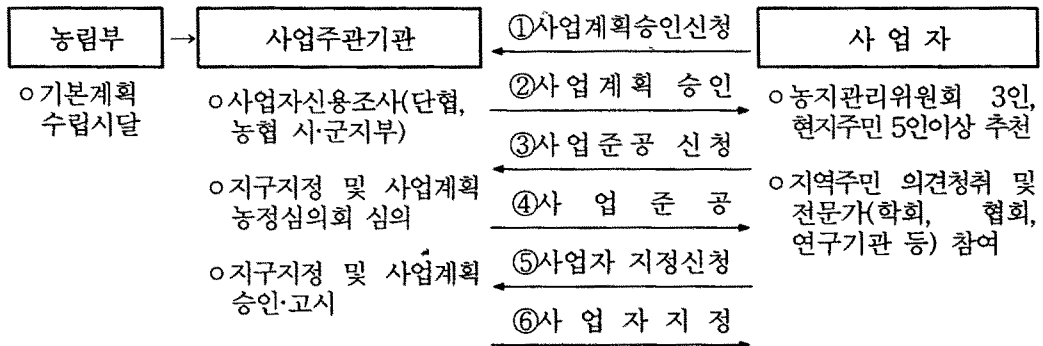 농림부 → 사업주관기관 ①사업계획승인신청 사 업 자
○기본계획
수립시달
○사업자신용조사(단협,
농협 시·군지부)
○지구지정 및 사업계획
농정심의회 심의
○지구지정 및 사업계획
승인·고시
②사업계획 승인
③사업준공 신청
④사 업 준 공
⑤사업자 지정신청
⑥사 업 자 지 정
○농지관리위원회 3인,
현지주민 5인이상 추천
○지역주민 의견청취 및
전문가(학회, 협회,
연구기관 등) 참여